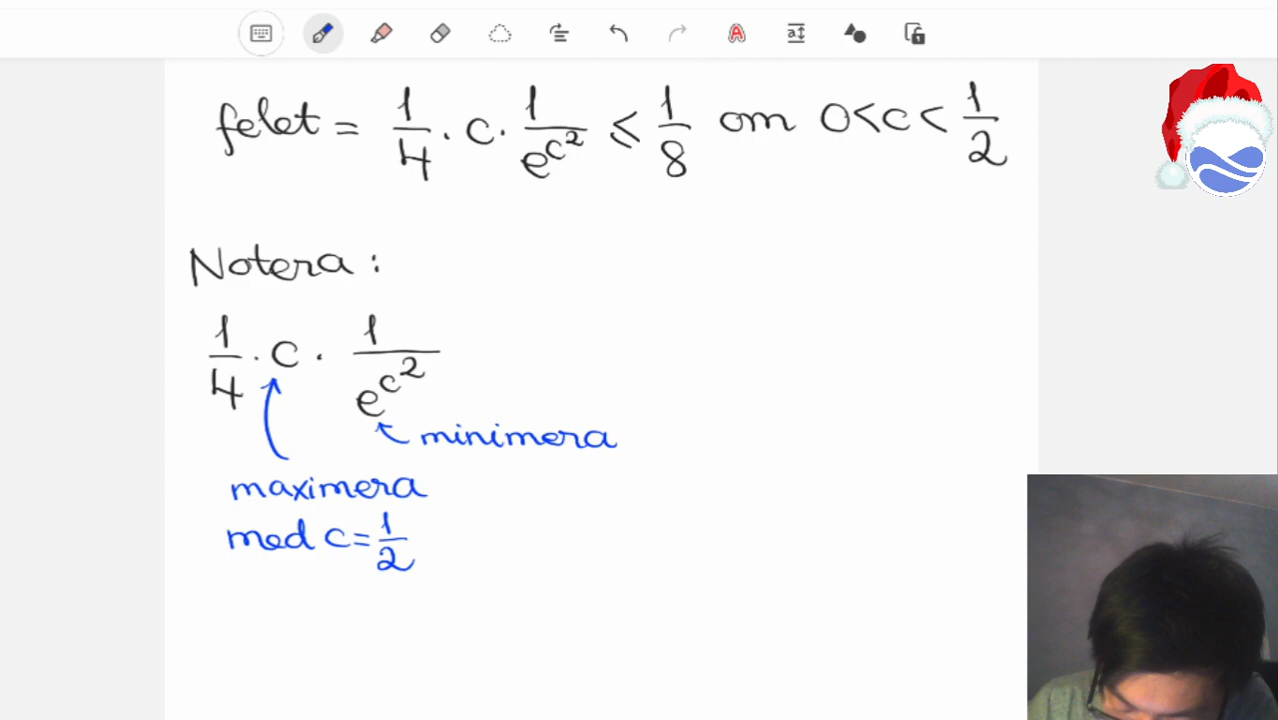 felet = 1/4 · c · 1/e^{c^2} ≤ 1/8 om 0<c<1/2
Notera :
1/4 · c · 1/e^{c^2}
minimera
maximera
med c=1/2